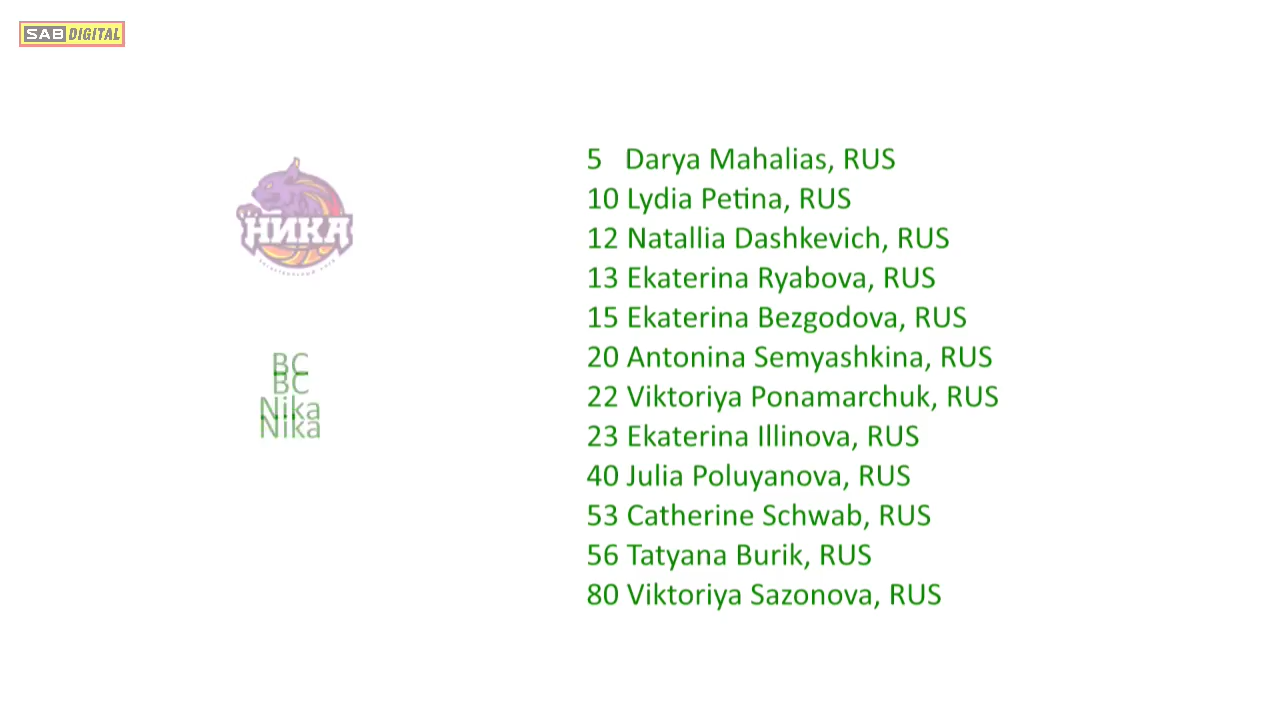 SAB DIGITAL
НИКА
BC
BC
Nika
Nika
5 Darya Mahalias, RUS
10 Lydia Petina, RUS
12 Natallia Dashkevich, RUS
13 Ekaterina Ryabova, RUS
15 Ekaterina Bezgodova, RUS
20 Antonina Semyashkina, RUS
22 Viktoriya Ponamarchuk, RUS
23 Ekaterina Illinova, RUS
40 Julia Poluyanova, RUS
53 Catherine Schwab, RUS
56 Tatyana Burik, RUS
80 Viktoriya Sazonova, RUS